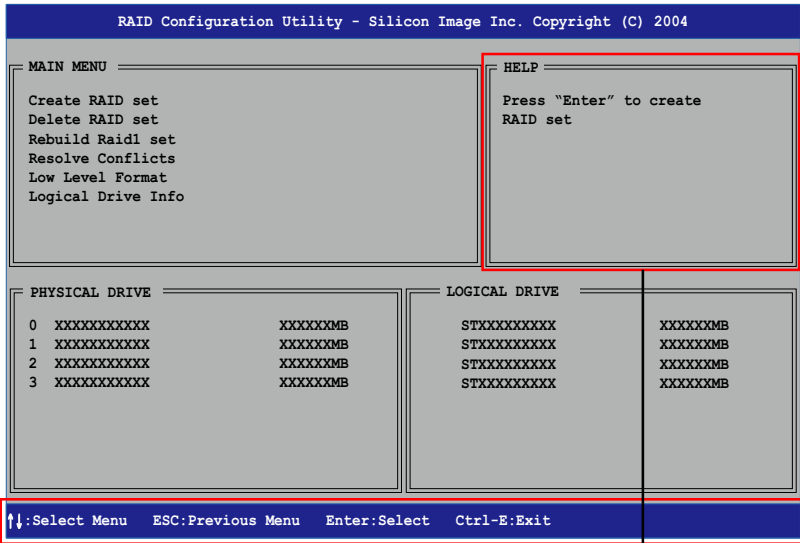 RAID Configuration Utility - Silicon Image Inc. Copyright (C) 2004
MAIN MENU
Create RAID set
Delete RAID set
Rebuild Raid1 set
Resolve Conflicts
Low Level Format
Logical Drive Info
HELP
Press “Enter” to create
RAID set
PHYSICAL DRIVE
0 XXXXXXXXXXX XXXXXXMB
1 XXXXXXXXXXX XXXXXXMB
2 XXXXXXXXXXX XXXXXXMB
3 XXXXXXXXXXX XXXXXXMB
LOGICAL DRIVE
STXXXXXXXXX XXXXXXMB
STXXXXXXXXX XXXXXXMB
STXXXXXXXXX XXXXXXMB
STXXXXXXXXX XXXXXXMB
↑↓:Select Menu ESC:Previous Menu Enter:Select Ctrl-E:Exit